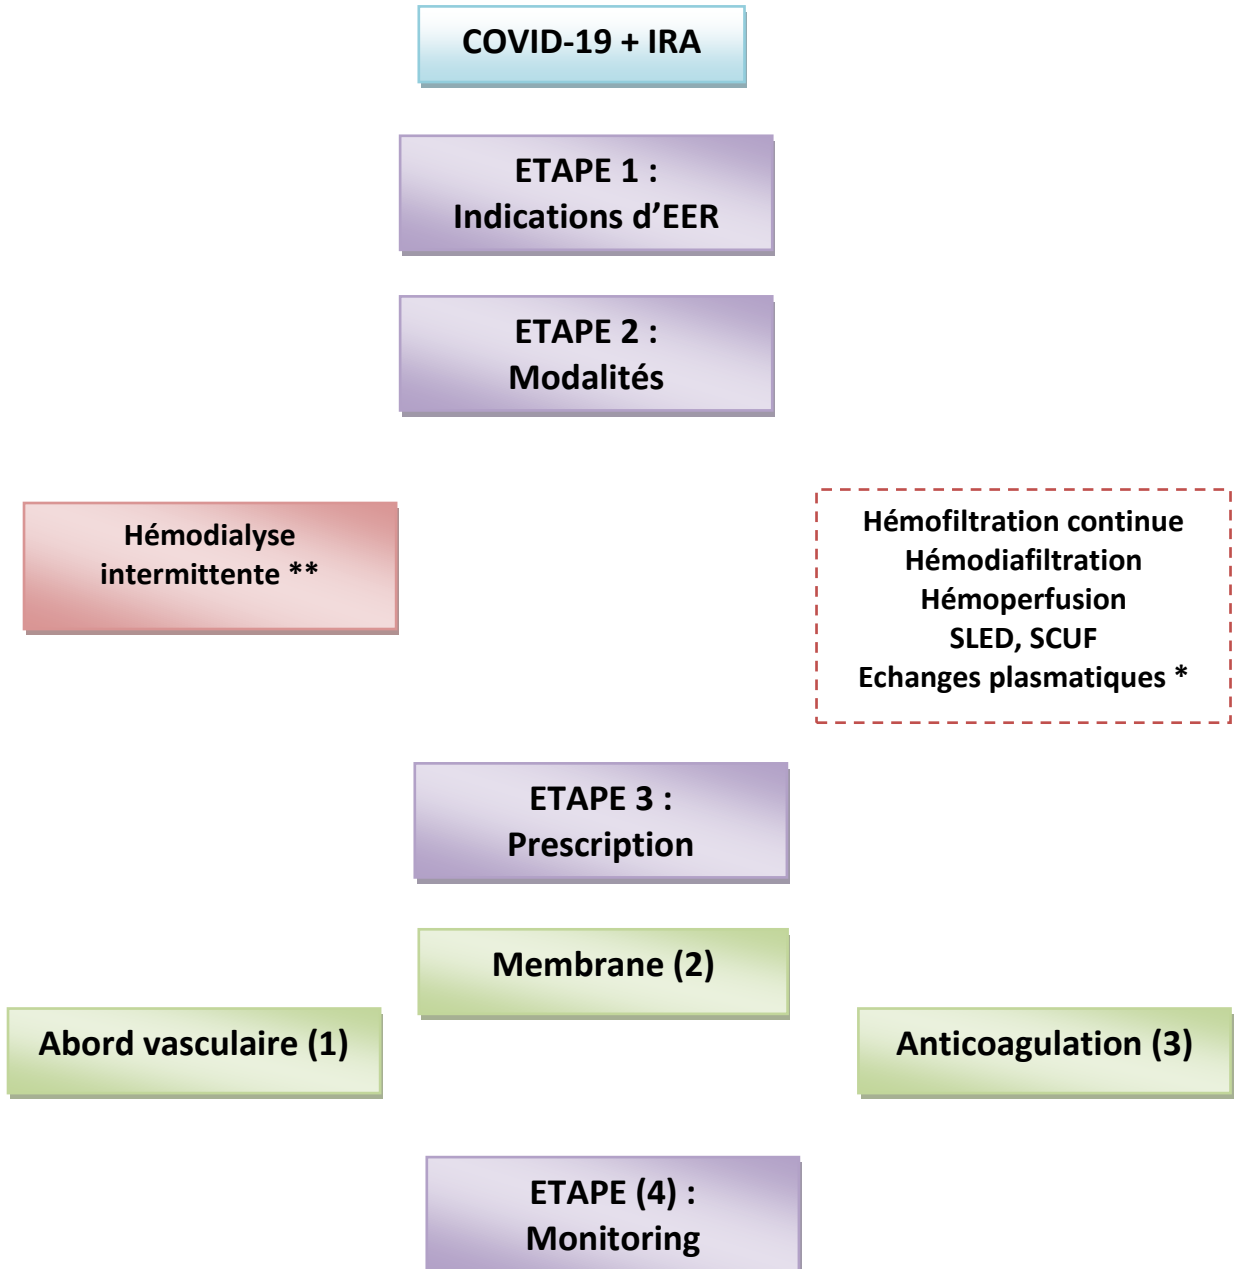 COVID-19 + IRA
ETAPE 1 :
Indications d’EER
ETAPE 2 :
Modalités
Hémodialyse
intermittente **
Hémofiltration continue
Hémodiafiltration
Hémoperfusion
SLED, SCUF
Echanges plasmatiques *
ETAPE 3 :
Prescription
Membrane (2)
Abord vasculaire (1)
Anticoagulation (3)
ETAPE (4) :
Monitoring